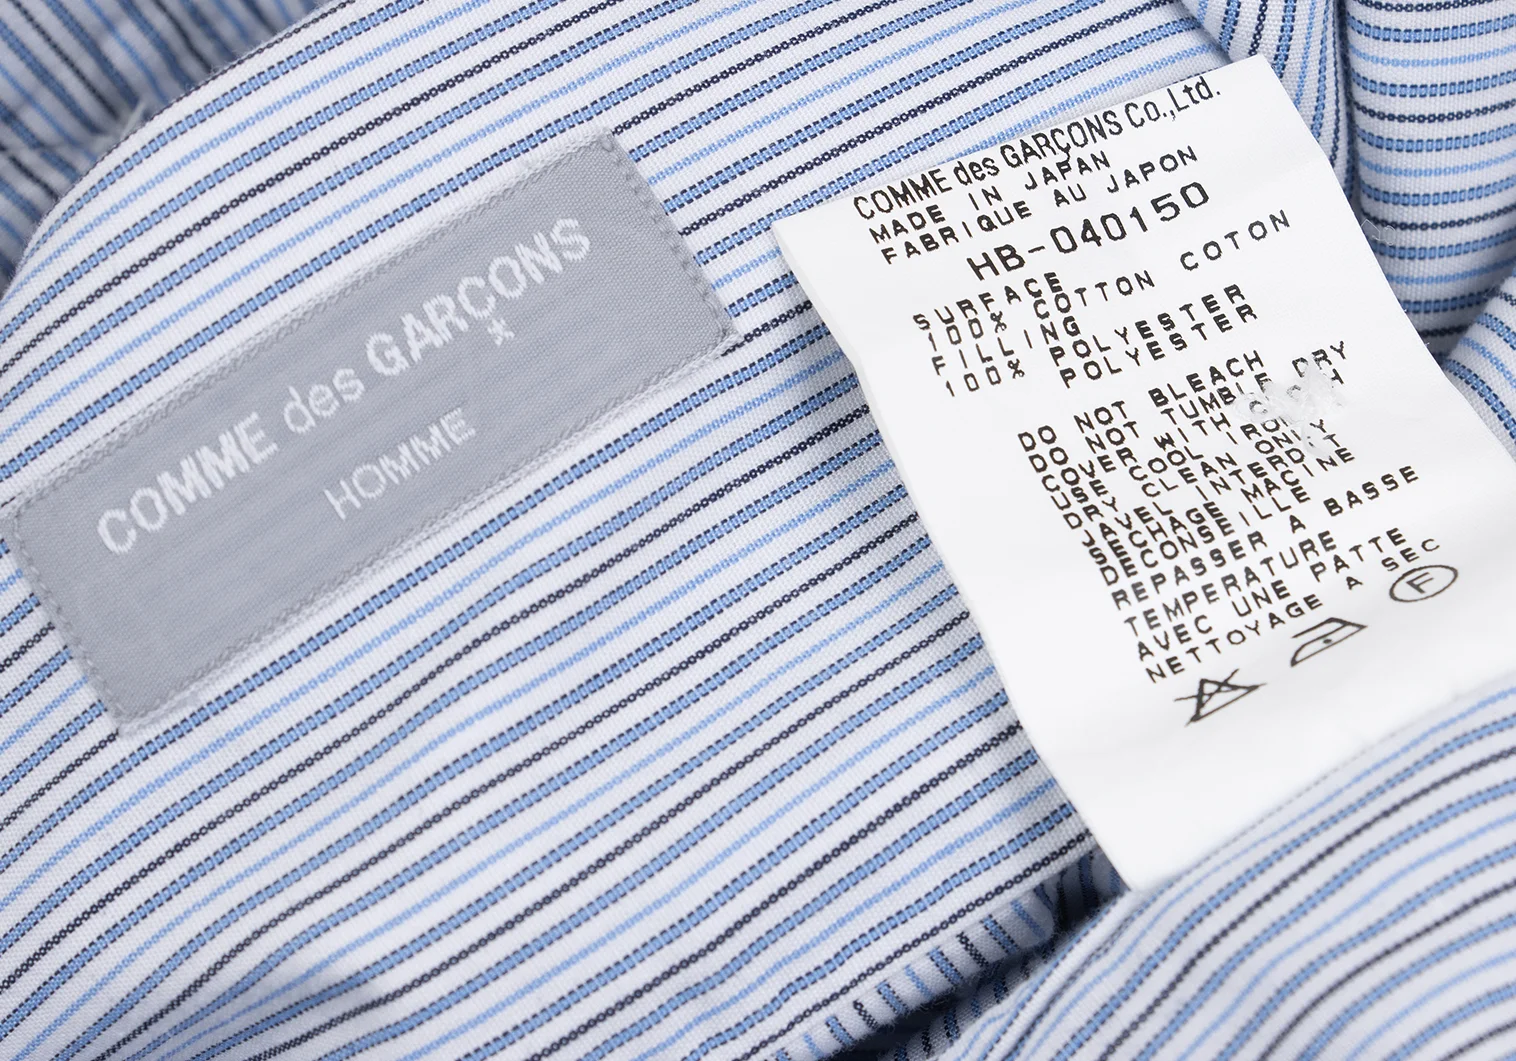 COMME des GARÇONS
HOMME
COMME des GARÇONS Co.,Ltd.
MADE IN JAPAN
FABRIQUE AU JAPON
HB-040150
SURFACE
100% COTTON COTON
FILLING
100% POLYESTER
POLYESTER
DO NOT BLEACH
DO NOT TUMBLE DRY
COVER WITH
USE COOL IRON
DRY CLEAN ONLY
JAVEL INTERDIT
SECHAGE MACINE
DECONSEILLE
REPASSER A BASSE
TEMPERATURE
AVEC UNE PATTE
NETTOYAGE A SEC
F